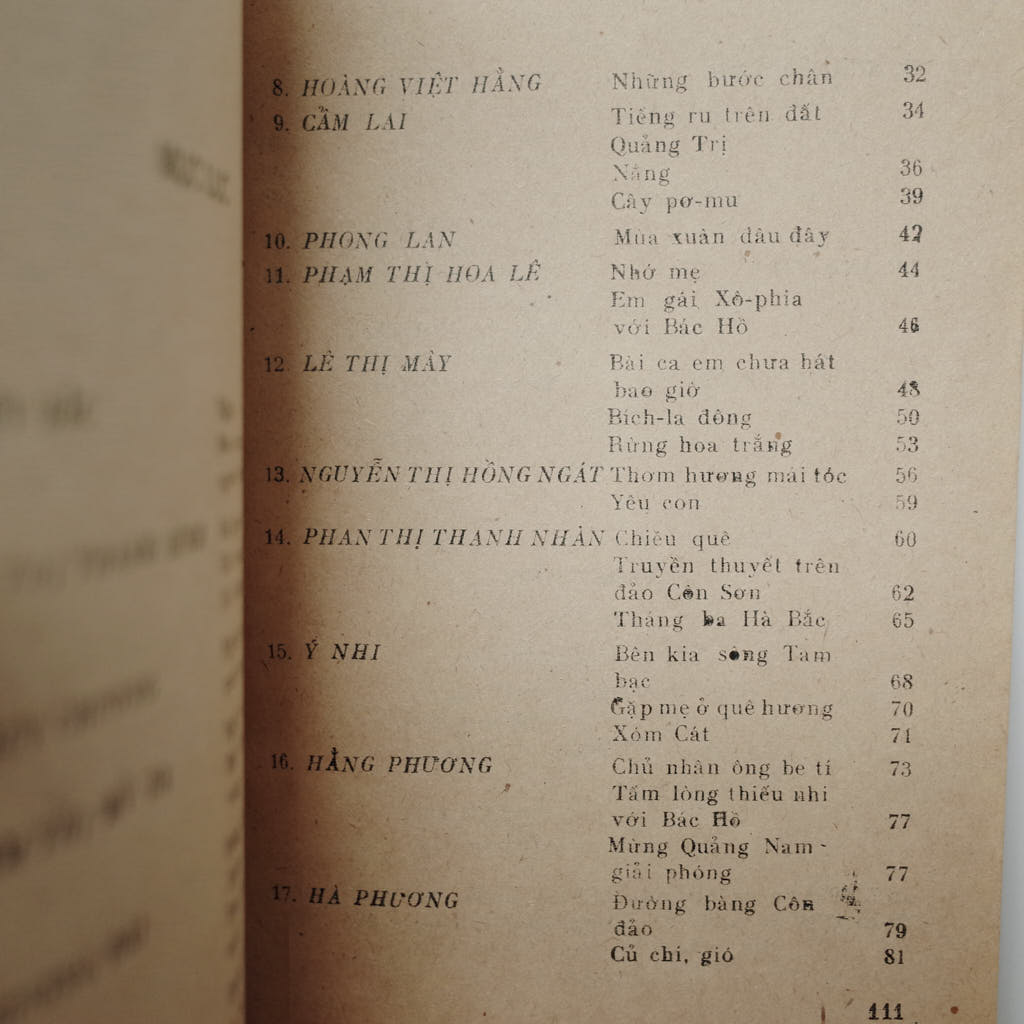 8. HOÀNG VIỆT HẰNG Những bước chân 32
9. CẨM LAI Tiếng ru trên đất 34
Quảng Trị
Nắng 36
Cây pơ-mu 39
10. PHONG LAN Mùa xuân đâu đây 42
11. PHẠM THỊ HOA LÊ Nhớ mẹ 44
Em gái Xô-phia
với Bác Hồ 46
12. LÊ THỊ MÂY Bài ca em chưa hát
bao giờ 48
Bích-la đông 50
Rừng hoa trắng 53
13. NGUYỄN THỊ HỒNG NGÁT Thơm hương mái tóc 56
Yêu con 59
14. PHAN THỊ THANH NHÀN Chiều quê 60
Truyền thuyết trên
đảo Côn Sơn 62
Tháng ba Hà Bắc 65
15. Ý NHI Bên kia sông Tam
bạc 68
Gặp mẹ ở quê hương 70
Xóm Cát 71
16. HẰNG PHƯƠNG Chủ nhân ông be tí 73
Tấm lòng thiếu nhi
với Bác Hồ 77
Mừng Quảng Nam -
giải phóng 77
17. HÀ PHƯƠNG Đường bàng Côn
đảo 79
Củ chi, gió 81
111